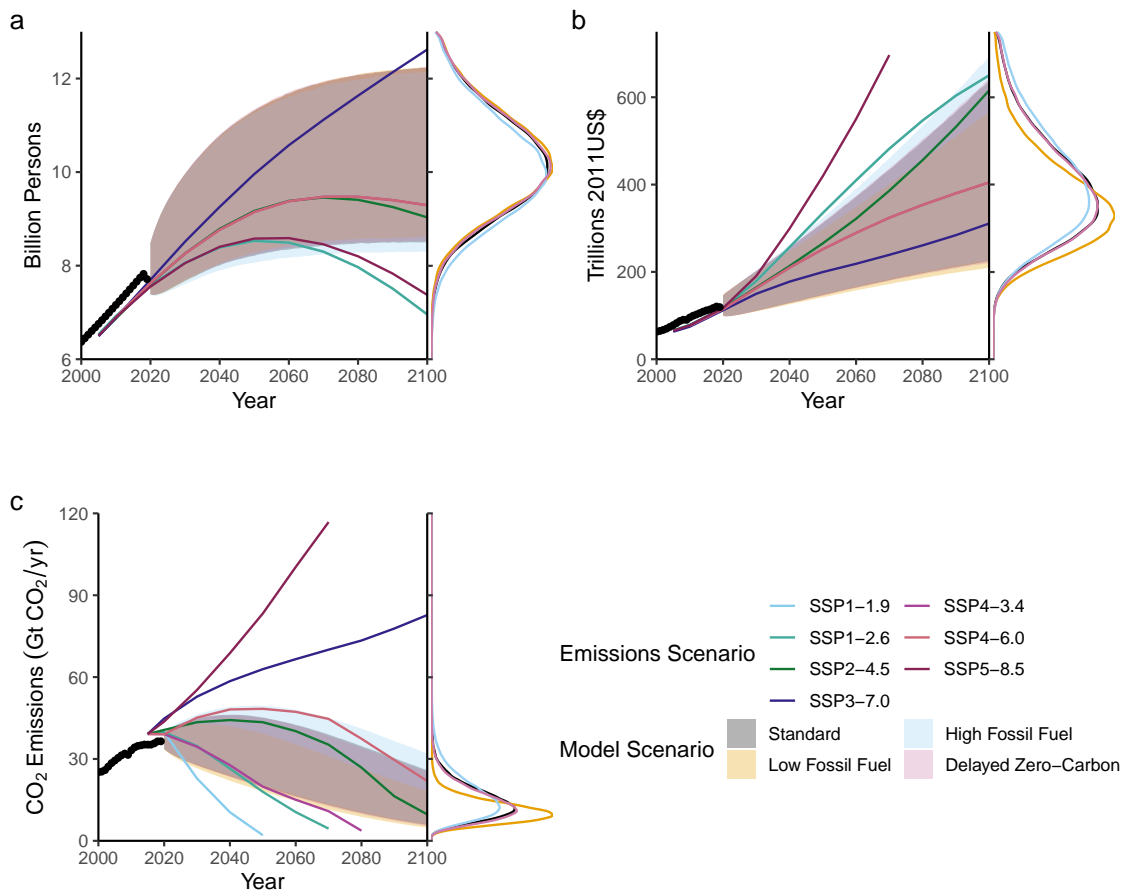 a
Billion Persons
12
10
8
6
2000 2020 2040 2060 2080 2100
Year
b
Trillions 2011US$
600
400
200
0
2000 2020 2040 2060 2080 2100
Year
c
CO₂ Emissions (Gt CO₂/yr)
120
90
60
30
0
2000 2020 2040 2060 2080 2100
Year
Emissions Scenario
SSP1−1.9 SSP4−3.4
SSP1−2.6 SSP4−6.0
SSP2−4.5 SSP5−8.5
SSP3−7.0
Model Scenario
Standard High Fossil Fuel
Low Fossil Fuel Delayed Zero−Carbon